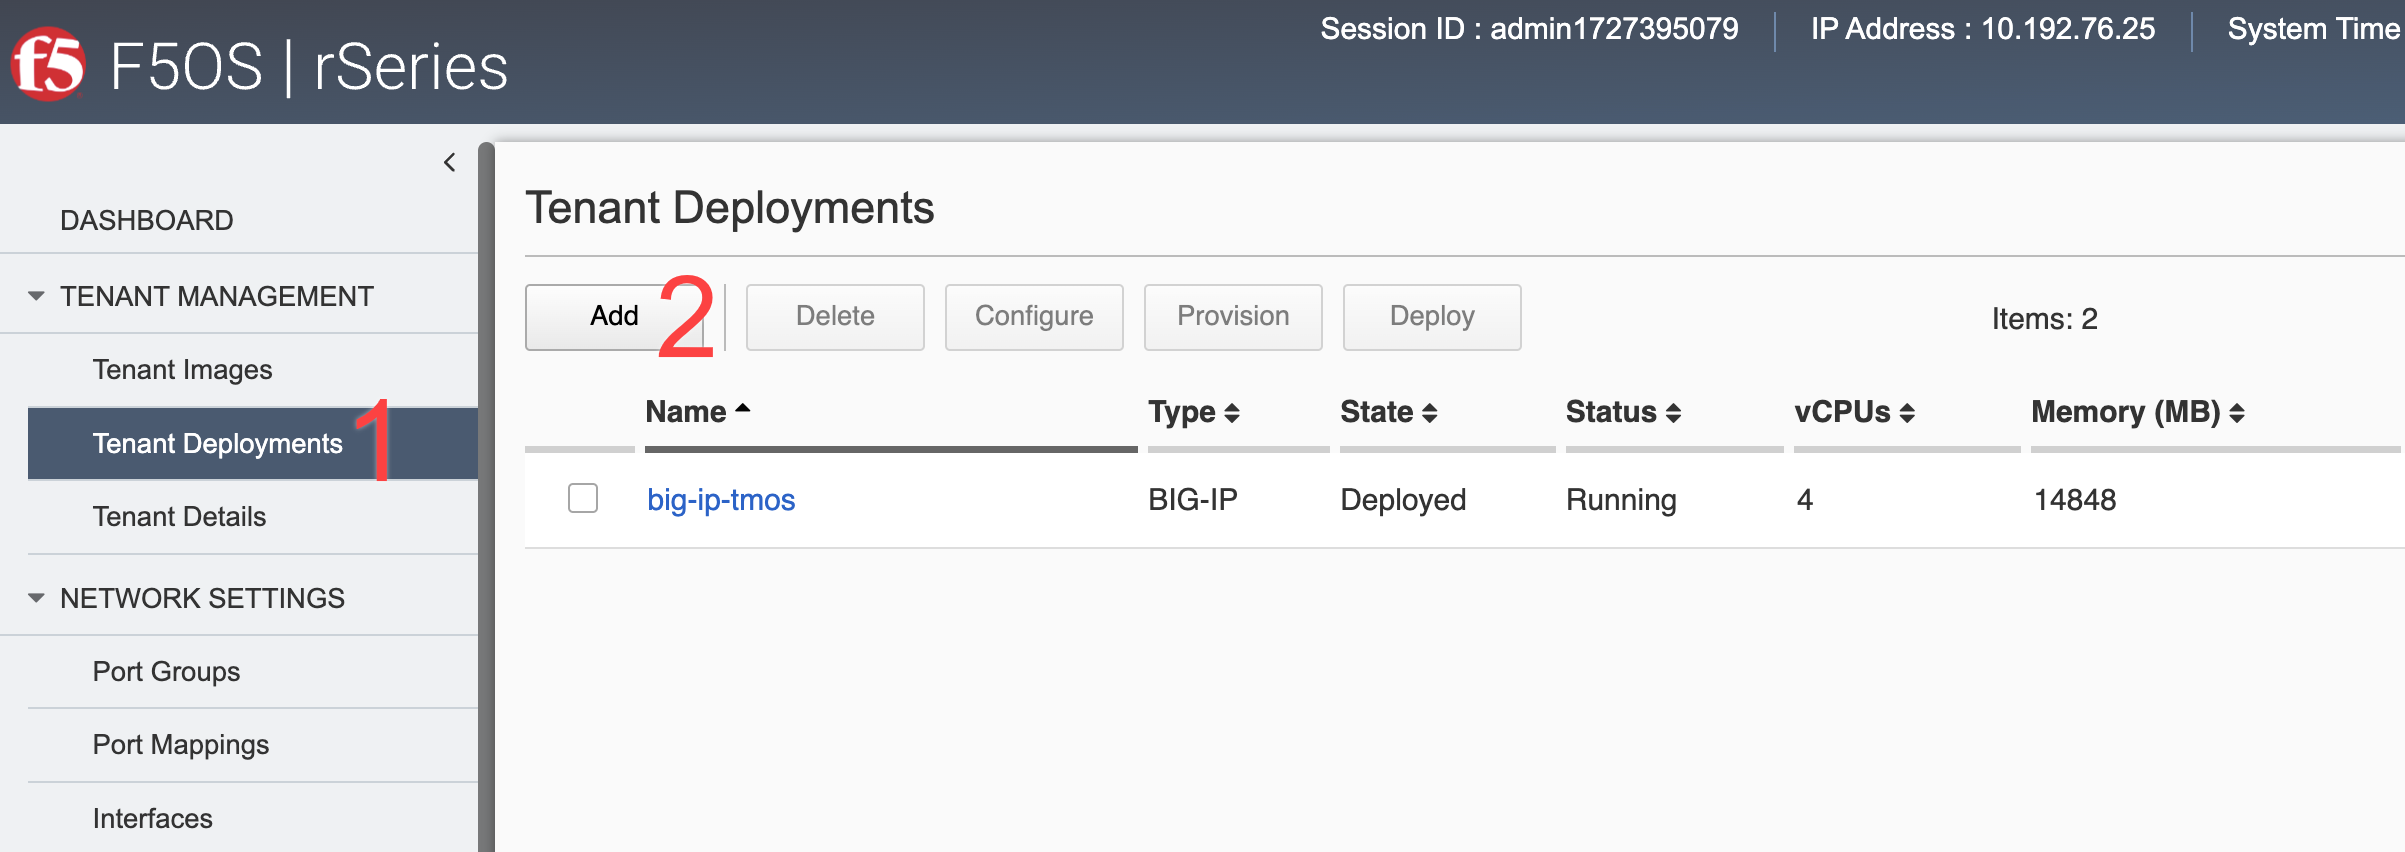 Session ID : admin1727395079 IP Address : 10.192.76.25 System Time
f5 F5OS | rSeries
DASHBOARD
TENANT MANAGEMENT
Tenant Images
Tenant Deployments 1
Tenant Details
NETWORK SETTINGS
Port Groups
Port Mappings
Interfaces
Tenant Deployments
Add 2 Delete Configure Provision Deploy Items: 2
Name Type State Status vCPUs Memory (MB)
big-ip-tmos BIG-IP Deployed Running 4 14848